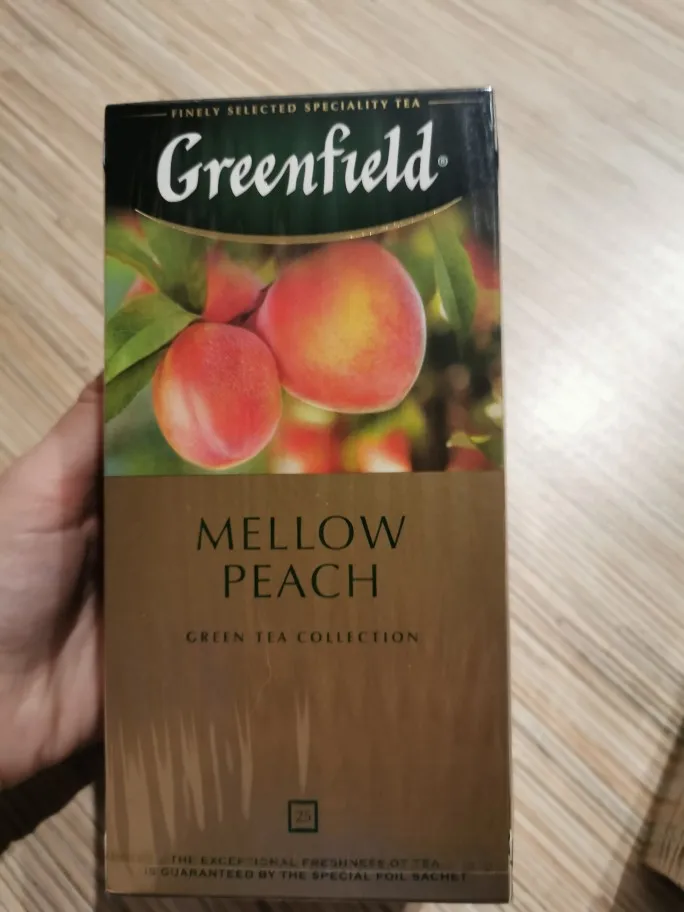 FINELY SELECTED SPECIALITY TEA
Greenfield®
MELLOW
PEACH
GREEN TEA COLLECTION
25
THE EXCEPTIONAL FRESHNESS OF TEA
IS GUARANTEED BY THE SPECIAL FOIL SACHET